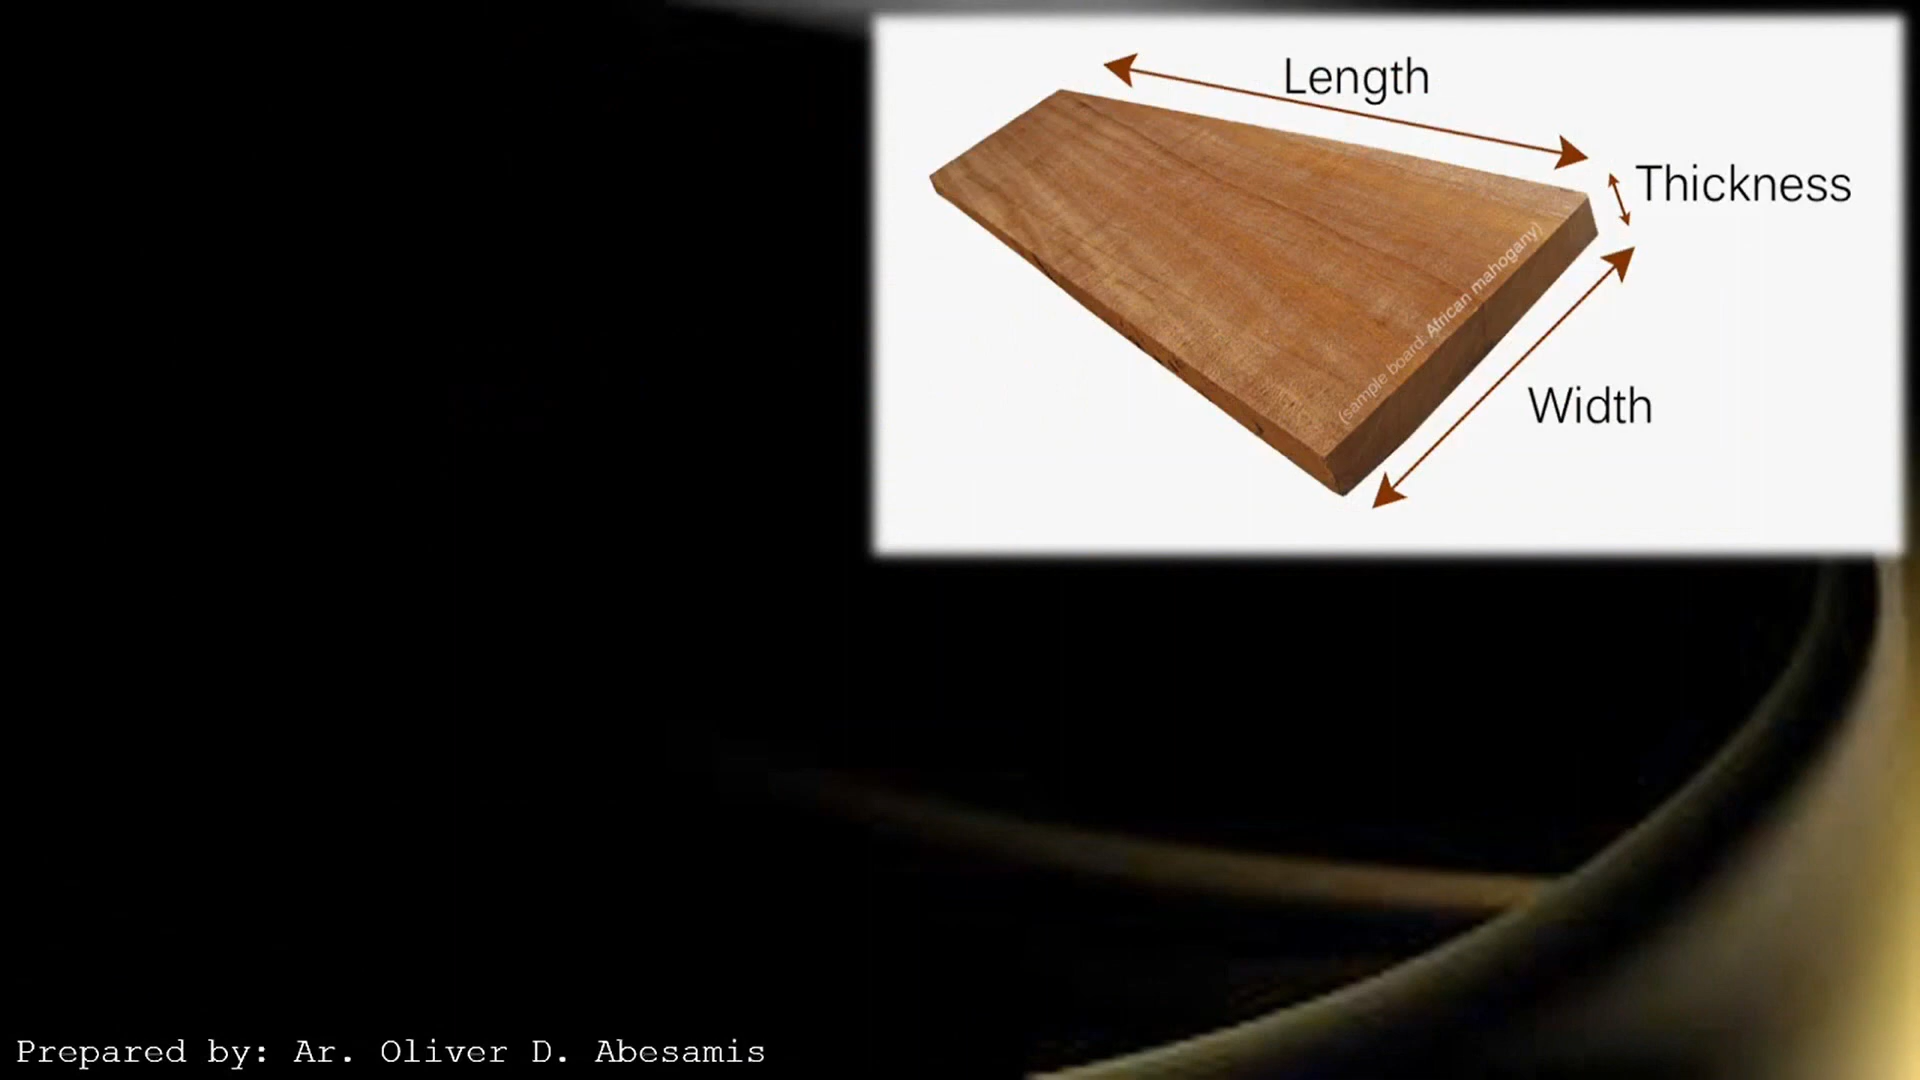 Length
Thickness
(sample board: African mahogany)
Width
Prepared by: Ar. Oliver D. Abesamis